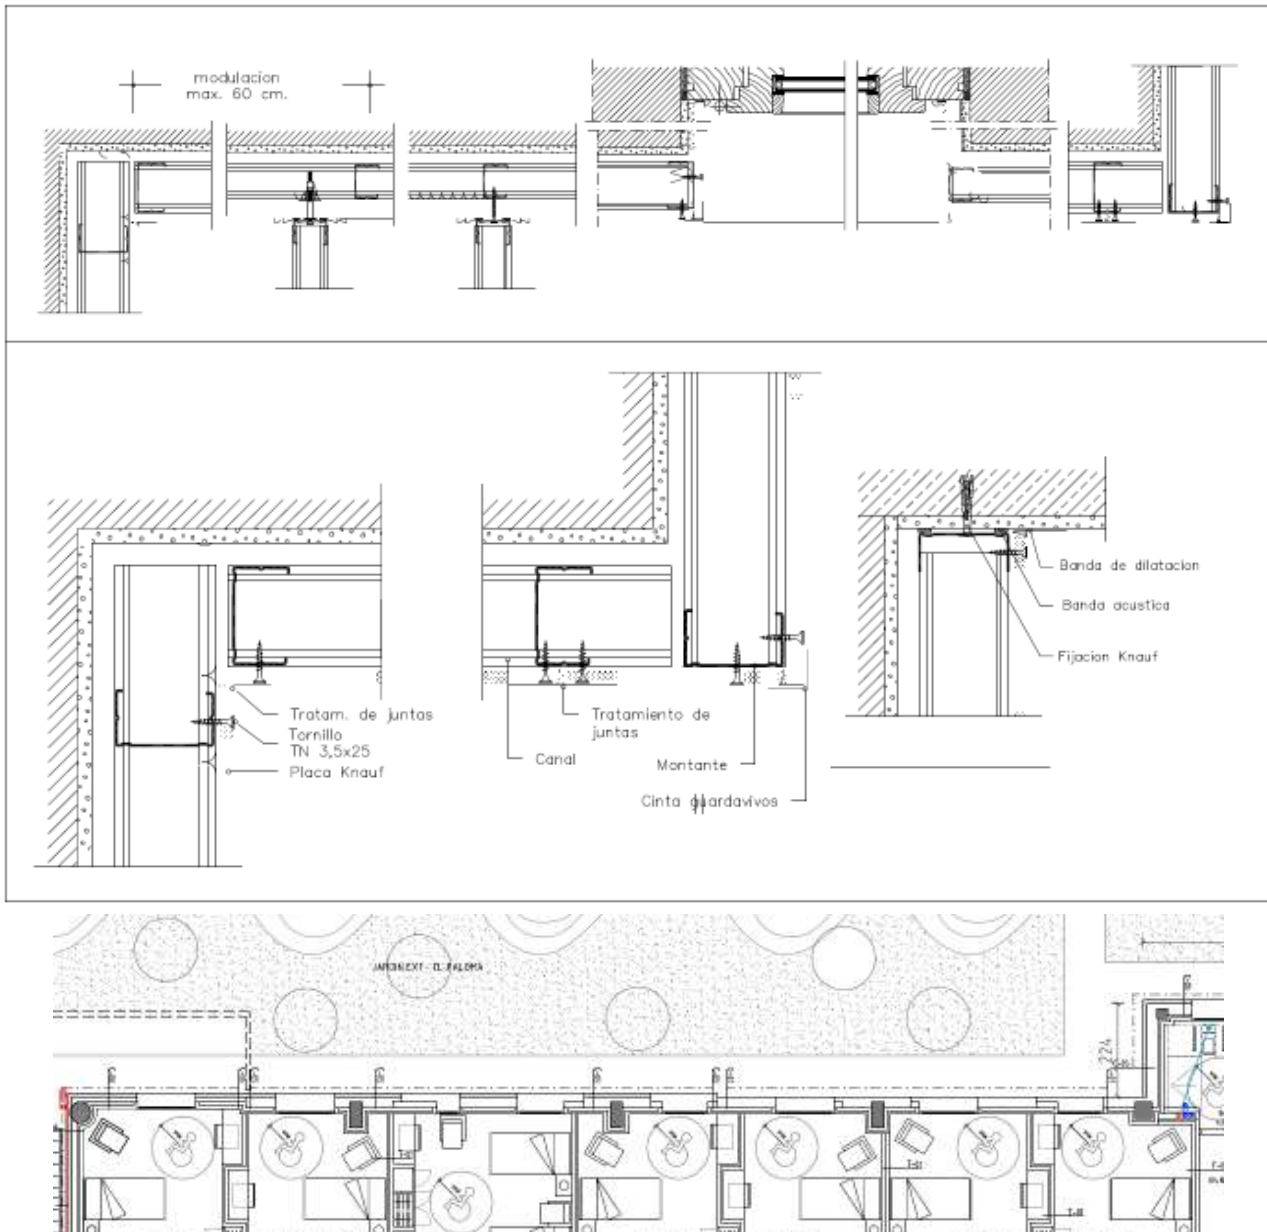 modulacion
max. 60 cm.
Banda de dilatacion
Banda acustica
Fijacion Knauf
Tratam. de juntas
Tornillo
TN 3,5x25
Placa Knauf
Tratamiento de
juntas
Canal
Montante
Cinta guardavivos
224